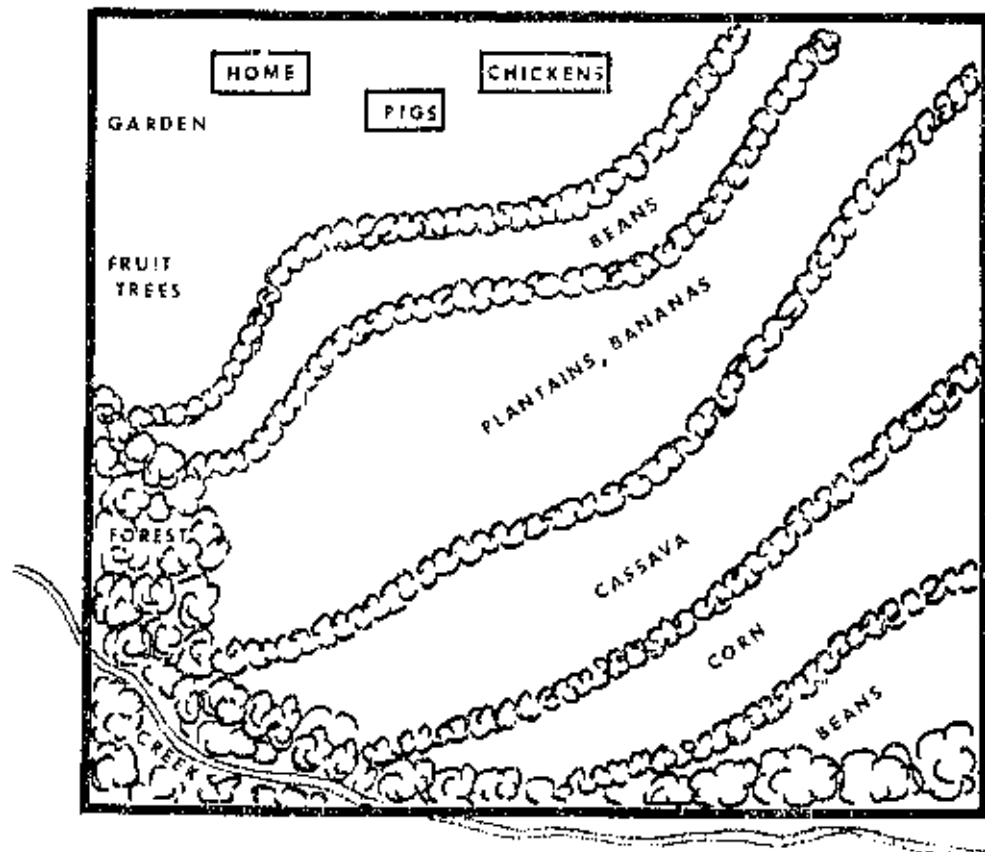 HOME
CHICKENS
PIGS
GARDEN
BEANS
FRUIT
TREES
PLANTAINS, BANANAS
FOREST
CASSAVA
CORN
BEANS
CREEK